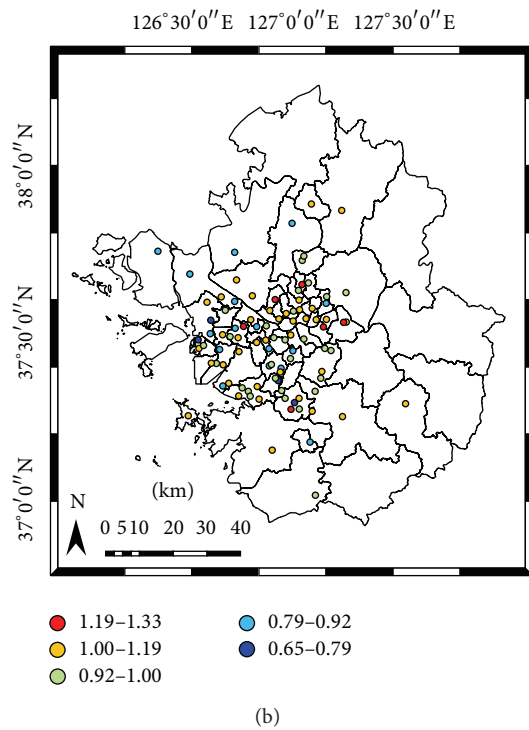 126°30′0″E 127°0′0″E 127°30′0″E
38°0′0″N
37°30′0″N
37°0′0″N
(km)
N
0 5 10 20 30 40
1.19–1.33
1.00–1.19
0.92–1.00
0.79–0.92
0.65–0.79
(b)